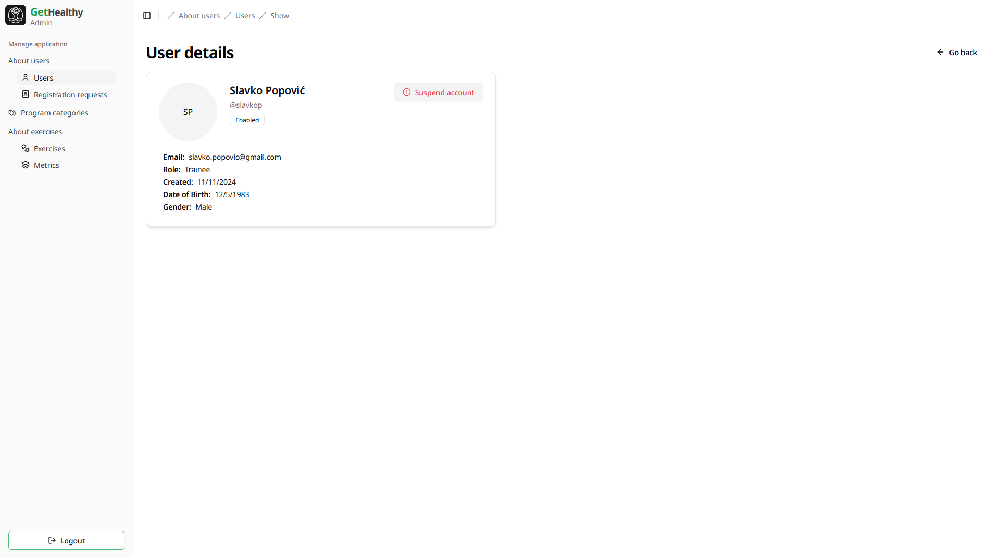 GetHealthy
Admin
Manage application
About users
Users
Registration requests
Program categories
About exercises
Exercises
Metrics
Logout
About users Users Show
User details
Go back
SP
Slavko Popović
@slavkop
Enabled
Suspend account
Email: slavko.popovic@gmail.com
Role: Trainee
Created: 11/11/2024
Date of Birth: 12/5/1983
Gender: Male